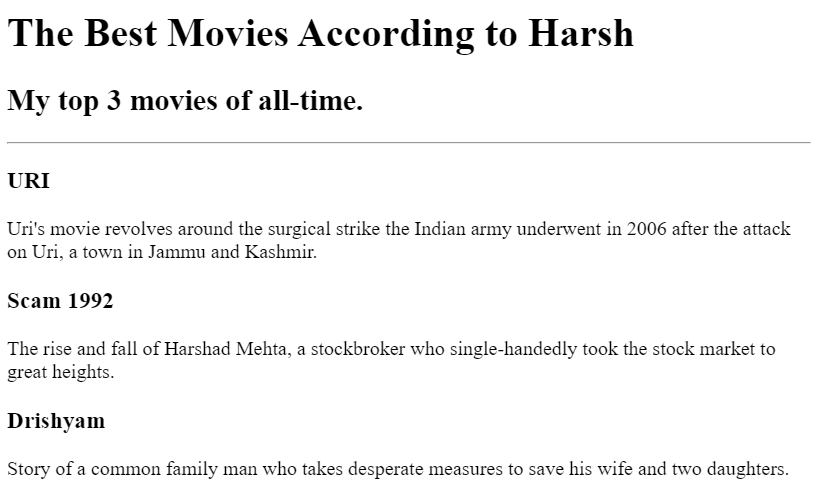 The Best Movies According to Harsh
My top 3 movies of all-time.
URI
Uri's movie revolves around the surgical strike the Indian army underwent in 2006 after the attack
on Uri, a town in Jammu and Kashmir.
Scam 1992
The rise and fall of Harshad Mehta, a stockbroker who single-handedly took the stock market to
great heights.
Drishyam
Story of a common family man who takes desperate measures to save his wife and two daughters.